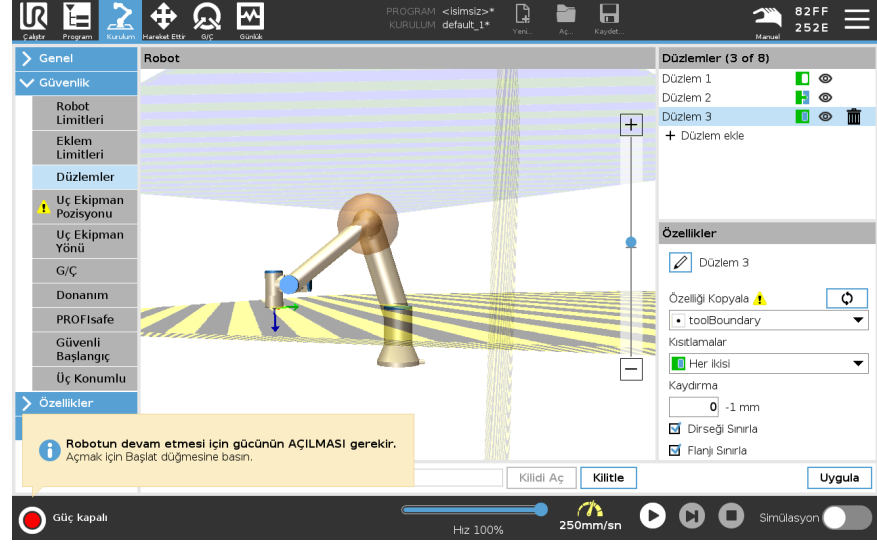 UR
Çalıştır
Program
Kurulum
Hareket Ettir
G/Ç
Günlük
PROGRAM <isimsiz>*
KURULUM default_1*
Yeni...
Aç...
Kaydet...
Manuel
82FF
252E
Genel
Güvenlik
Robot
Limitleri
Eklem
Limitleri
Düzlemler
Uç Ekipman
Pozisyonu
Uç Ekipman
Yönü
G/Ç
Donanım
PROFIsafe
Güvenli
Başlangıç
Üç Konumlu
Özellikler
Robot
Düzlemler (3 of 8)
Düzlem 1
Düzlem 2
Düzlem 3
+ Düzlem ekle
Özellikler
Düzlem 3
Özelliği Kopyala
toolBoundary
Kısıtlamalar
Her ikisi
Kaydırma
0 -1 mm
Dirseği Sınırla
Flanjı Sınırla
Robotun devam etmesi için gücünün AÇILMASI gerekir.
Açmak için Başlat düğmesine basın.
Kilidi Aç
Kilitle
Uygula
Güç kapalı
Hız 100%
250mm/sn
Simülasyon